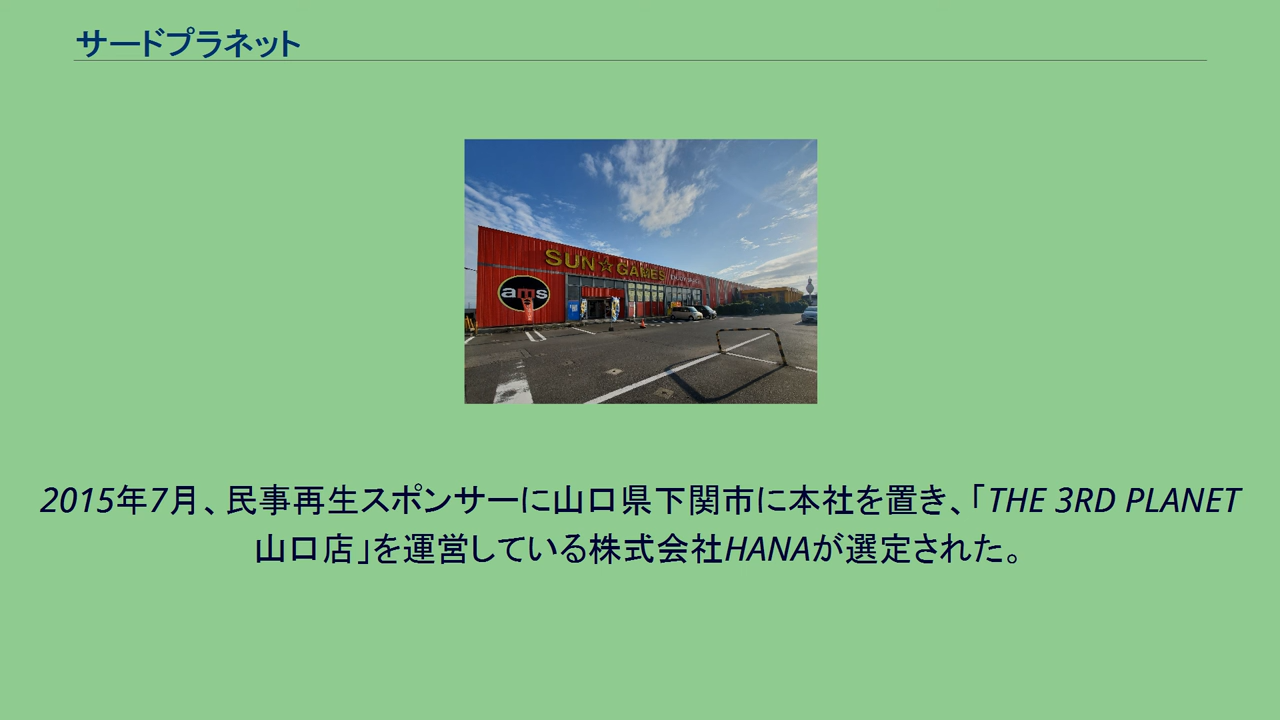 サードプラネット
SUN☆GAMES
ams
2015年7月、民事再生スポンサーに山口県下関市に本社を置き、「THE 3RD PLANET
山口店」を運営している株式会社HANAが選定された。